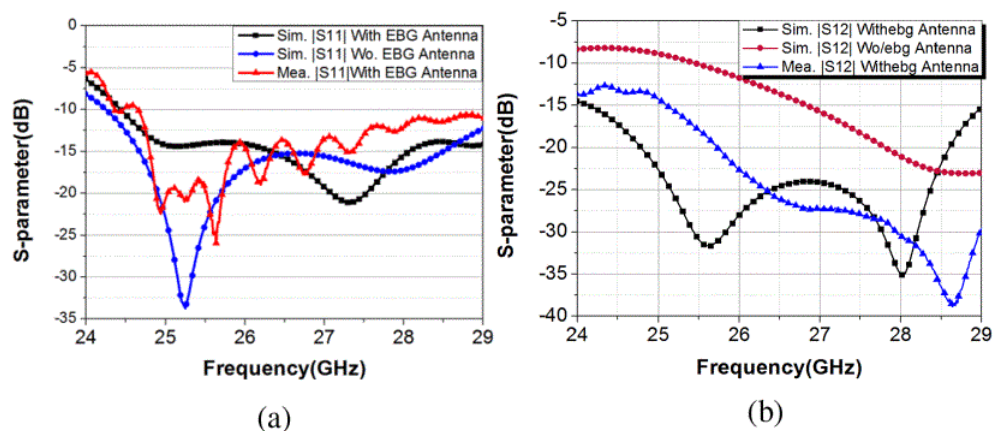 0
-5
-10
-15
-20
-25
-30
-35
24 25 26 27 28 29
S-parameter(dB)
Frequency(GHz)
Sim. |S11| With EBG Antenna
Sim. |S11| Wo. EBG Antenna
Mea. |S11|With EBG Antenna
(a)
-5
-10
-15
-20
-25
-30
-35
-40
24 25 26 27 28 29
S-parameter(dB)
Frequency(GHz)
Sim. |S12| Withebg Antenna
Sim. |S12| Wo/ebg Antenna
Mea. |S12| Withebg Antenna
(b)